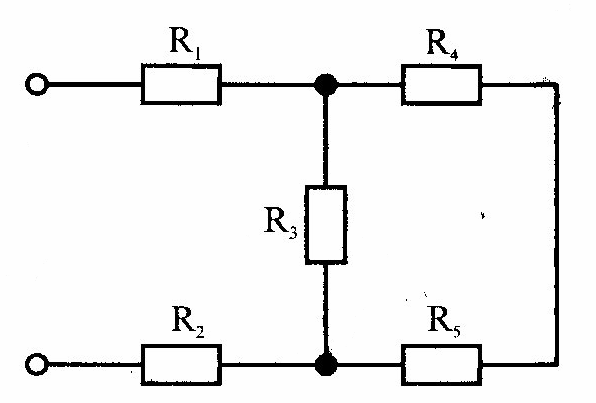 R₁ R₄
R₃
R₂ R₅